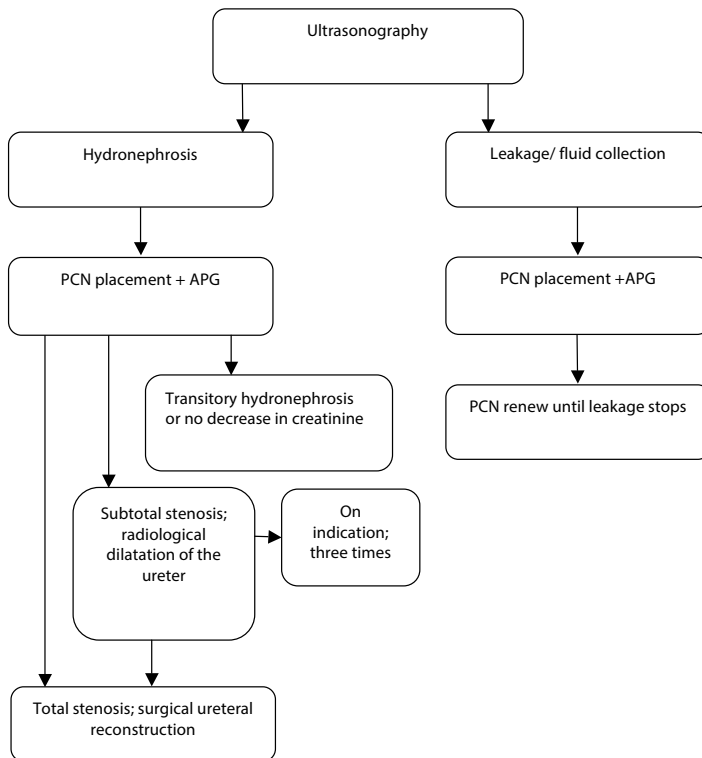 Ultrasonography
Hydronephrosis
Leakage/ fluid collection
PCN placement + APG
PCN placement +APG
Transitory hydronephrosis
or no decrease in creatinine
PCN renew until leakage stops
Subtotal stenosis;
radiological
dilatation of the
ureter
On
indication;
three times
Total stenosis; surgical ureteral
reconstruction